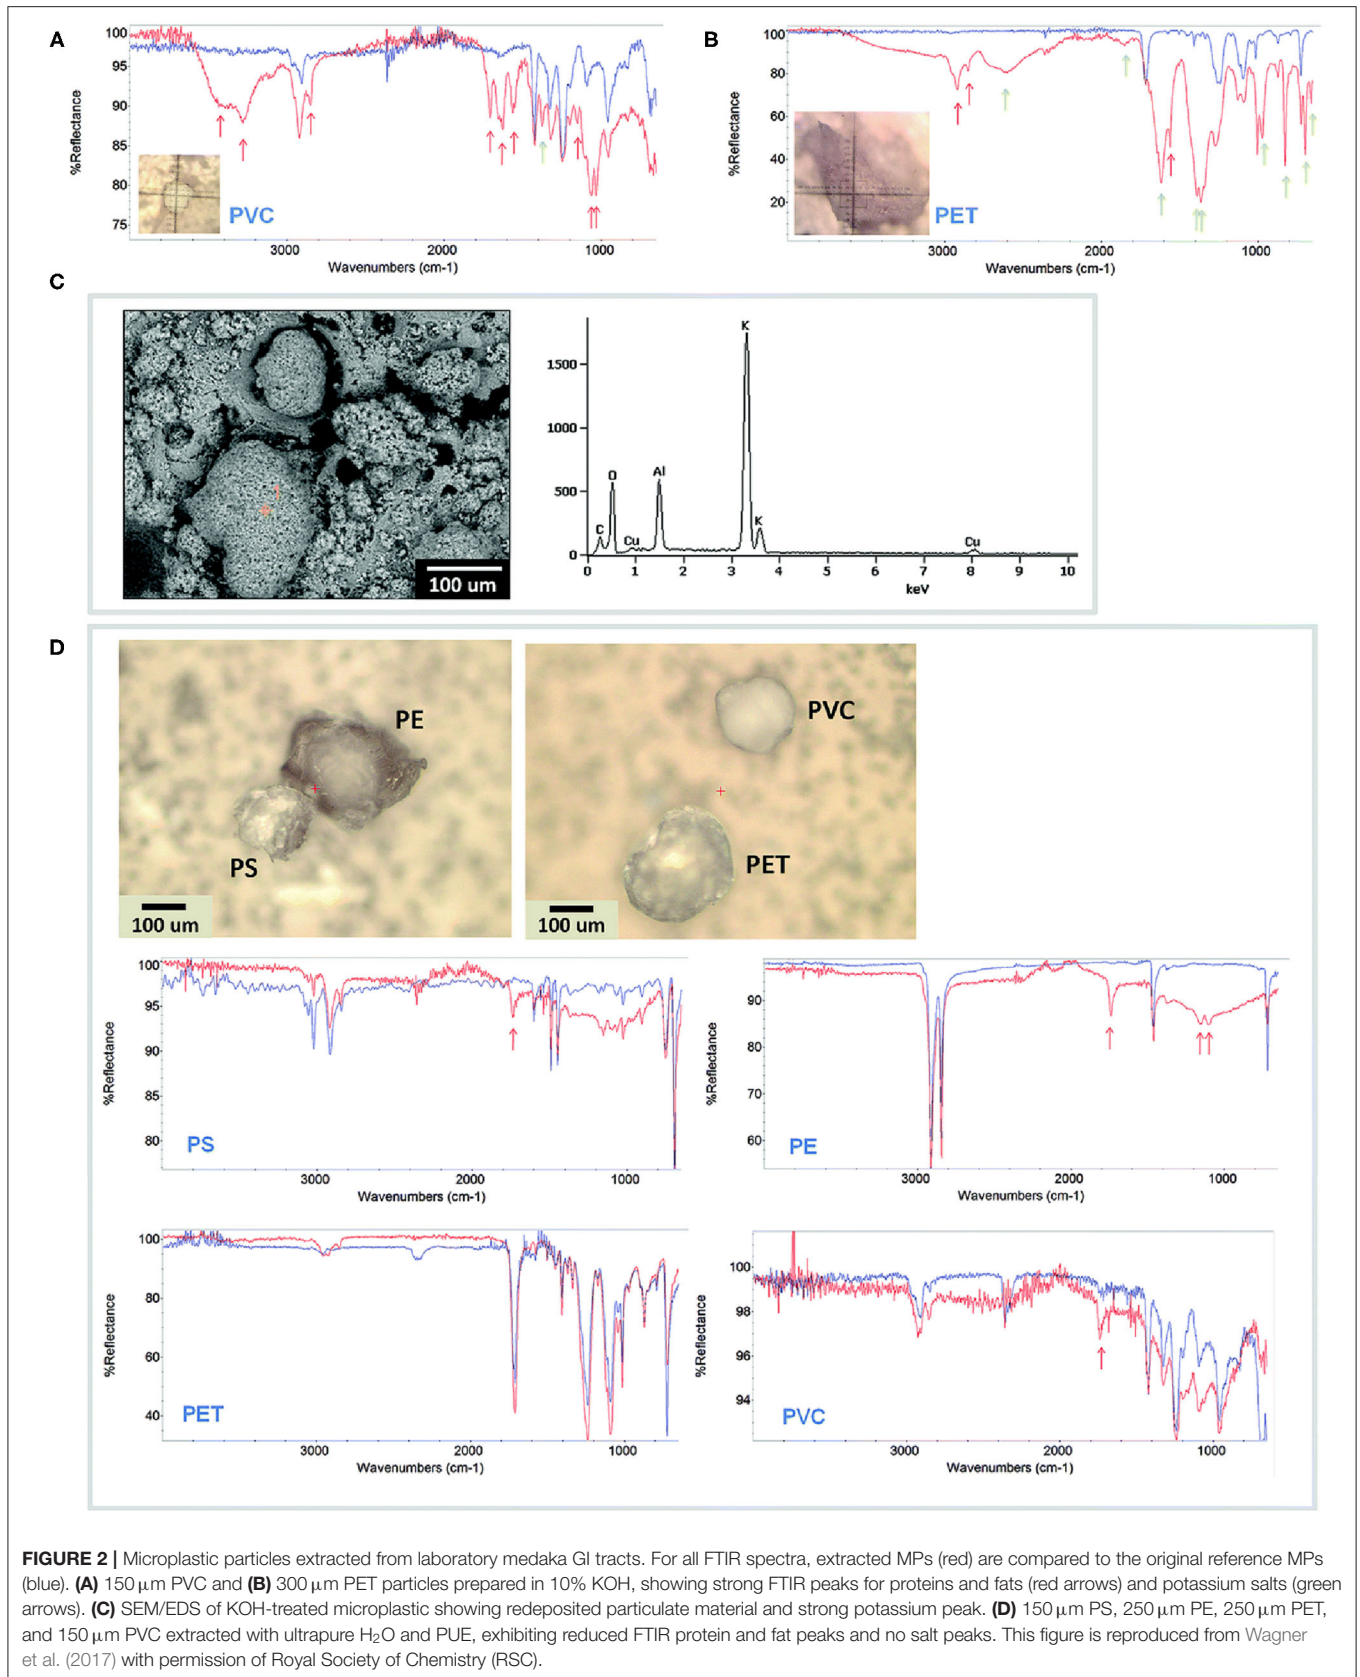 A
100
95
90
85
80
75
%Reflectance
PVC
3000
2000
1000
Wavenumbers (cm-1)
B
100
80
60
40
20
%Reflectance
PET
3000
2000
1000
Wavenumbers (cm-1)
C
1
100 um
1500
1000
500
0
C
O
Cu
Al
K
K
Cu
0 1 2 3 4 5 6 7 8 9 10
keV
D
PE
PS
100 um
PVC
PET
100 um
100
95
90
85
80
%Reflectance
PS
3000
2000
1000
Wavenumbers (cm-1)
90
80
70
60
%Reflectance
PE
3000
2000
1000
Wavenumbers (cm-1)
100
80
60
40
%Reflectance
PET
3000
2000
1000
Wavenumbers (cm-1)
100
98
96
94
%Reflectance
PVC
3000
2000
1000
Wavenumbers (cm-1)
FIGURE 2 | Microplastic particles extracted from laboratory medaka GI tracts. For all FTIR spectra, extracted MPs (red) are compared to the original reference MPs
(blue). (A) 150 μm PVC and (B) 300 μm PET particles prepared in 10% KOH, showing strong FTIR peaks for proteins and fats (red arrows) and potassium salts (green
arrows). (C) SEM/EDS of KOH-treated microplastic showing redeposited particulate material and strong potassium peak. (D) 150 μm PS, 250 μm PE, 250 μm PET,
and 150 μm PVC extracted with ultrapure H₂O and PUE, exhibiting reduced FTIR protein and fat peaks and no salt peaks. This figure is reproduced from Wagner
et al. (2017) with permission of Royal Society of Chemistry (RSC).